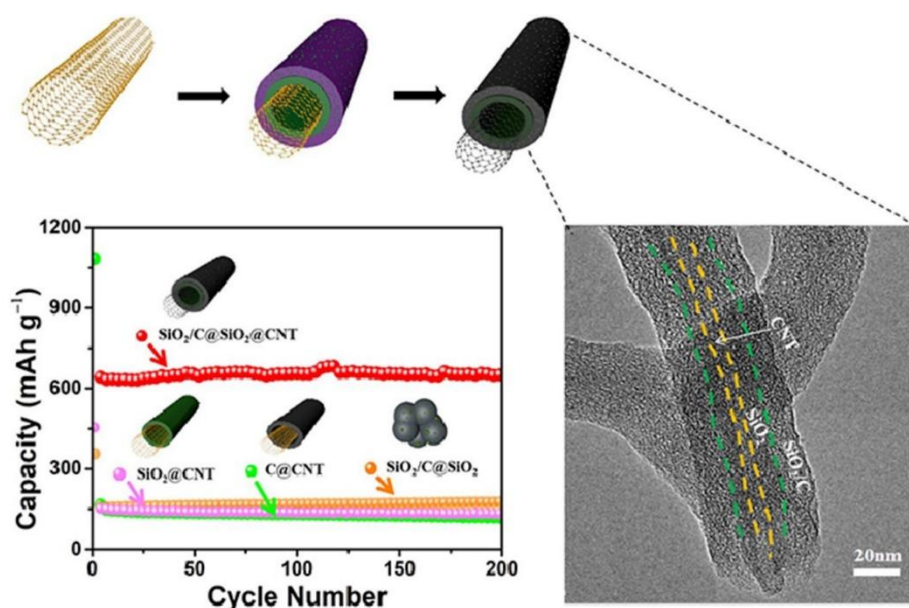 1200
900
600
300
0
Capacity (mAh g⁻¹)
SiO₂/C@SiO₂@CNT
SiO₂@CNT
C@CNT
SiO₂/C@SiO₂
0
50
100
150
200
Cycle Number
CNT
SiO₂
SiO₂/C
20nm